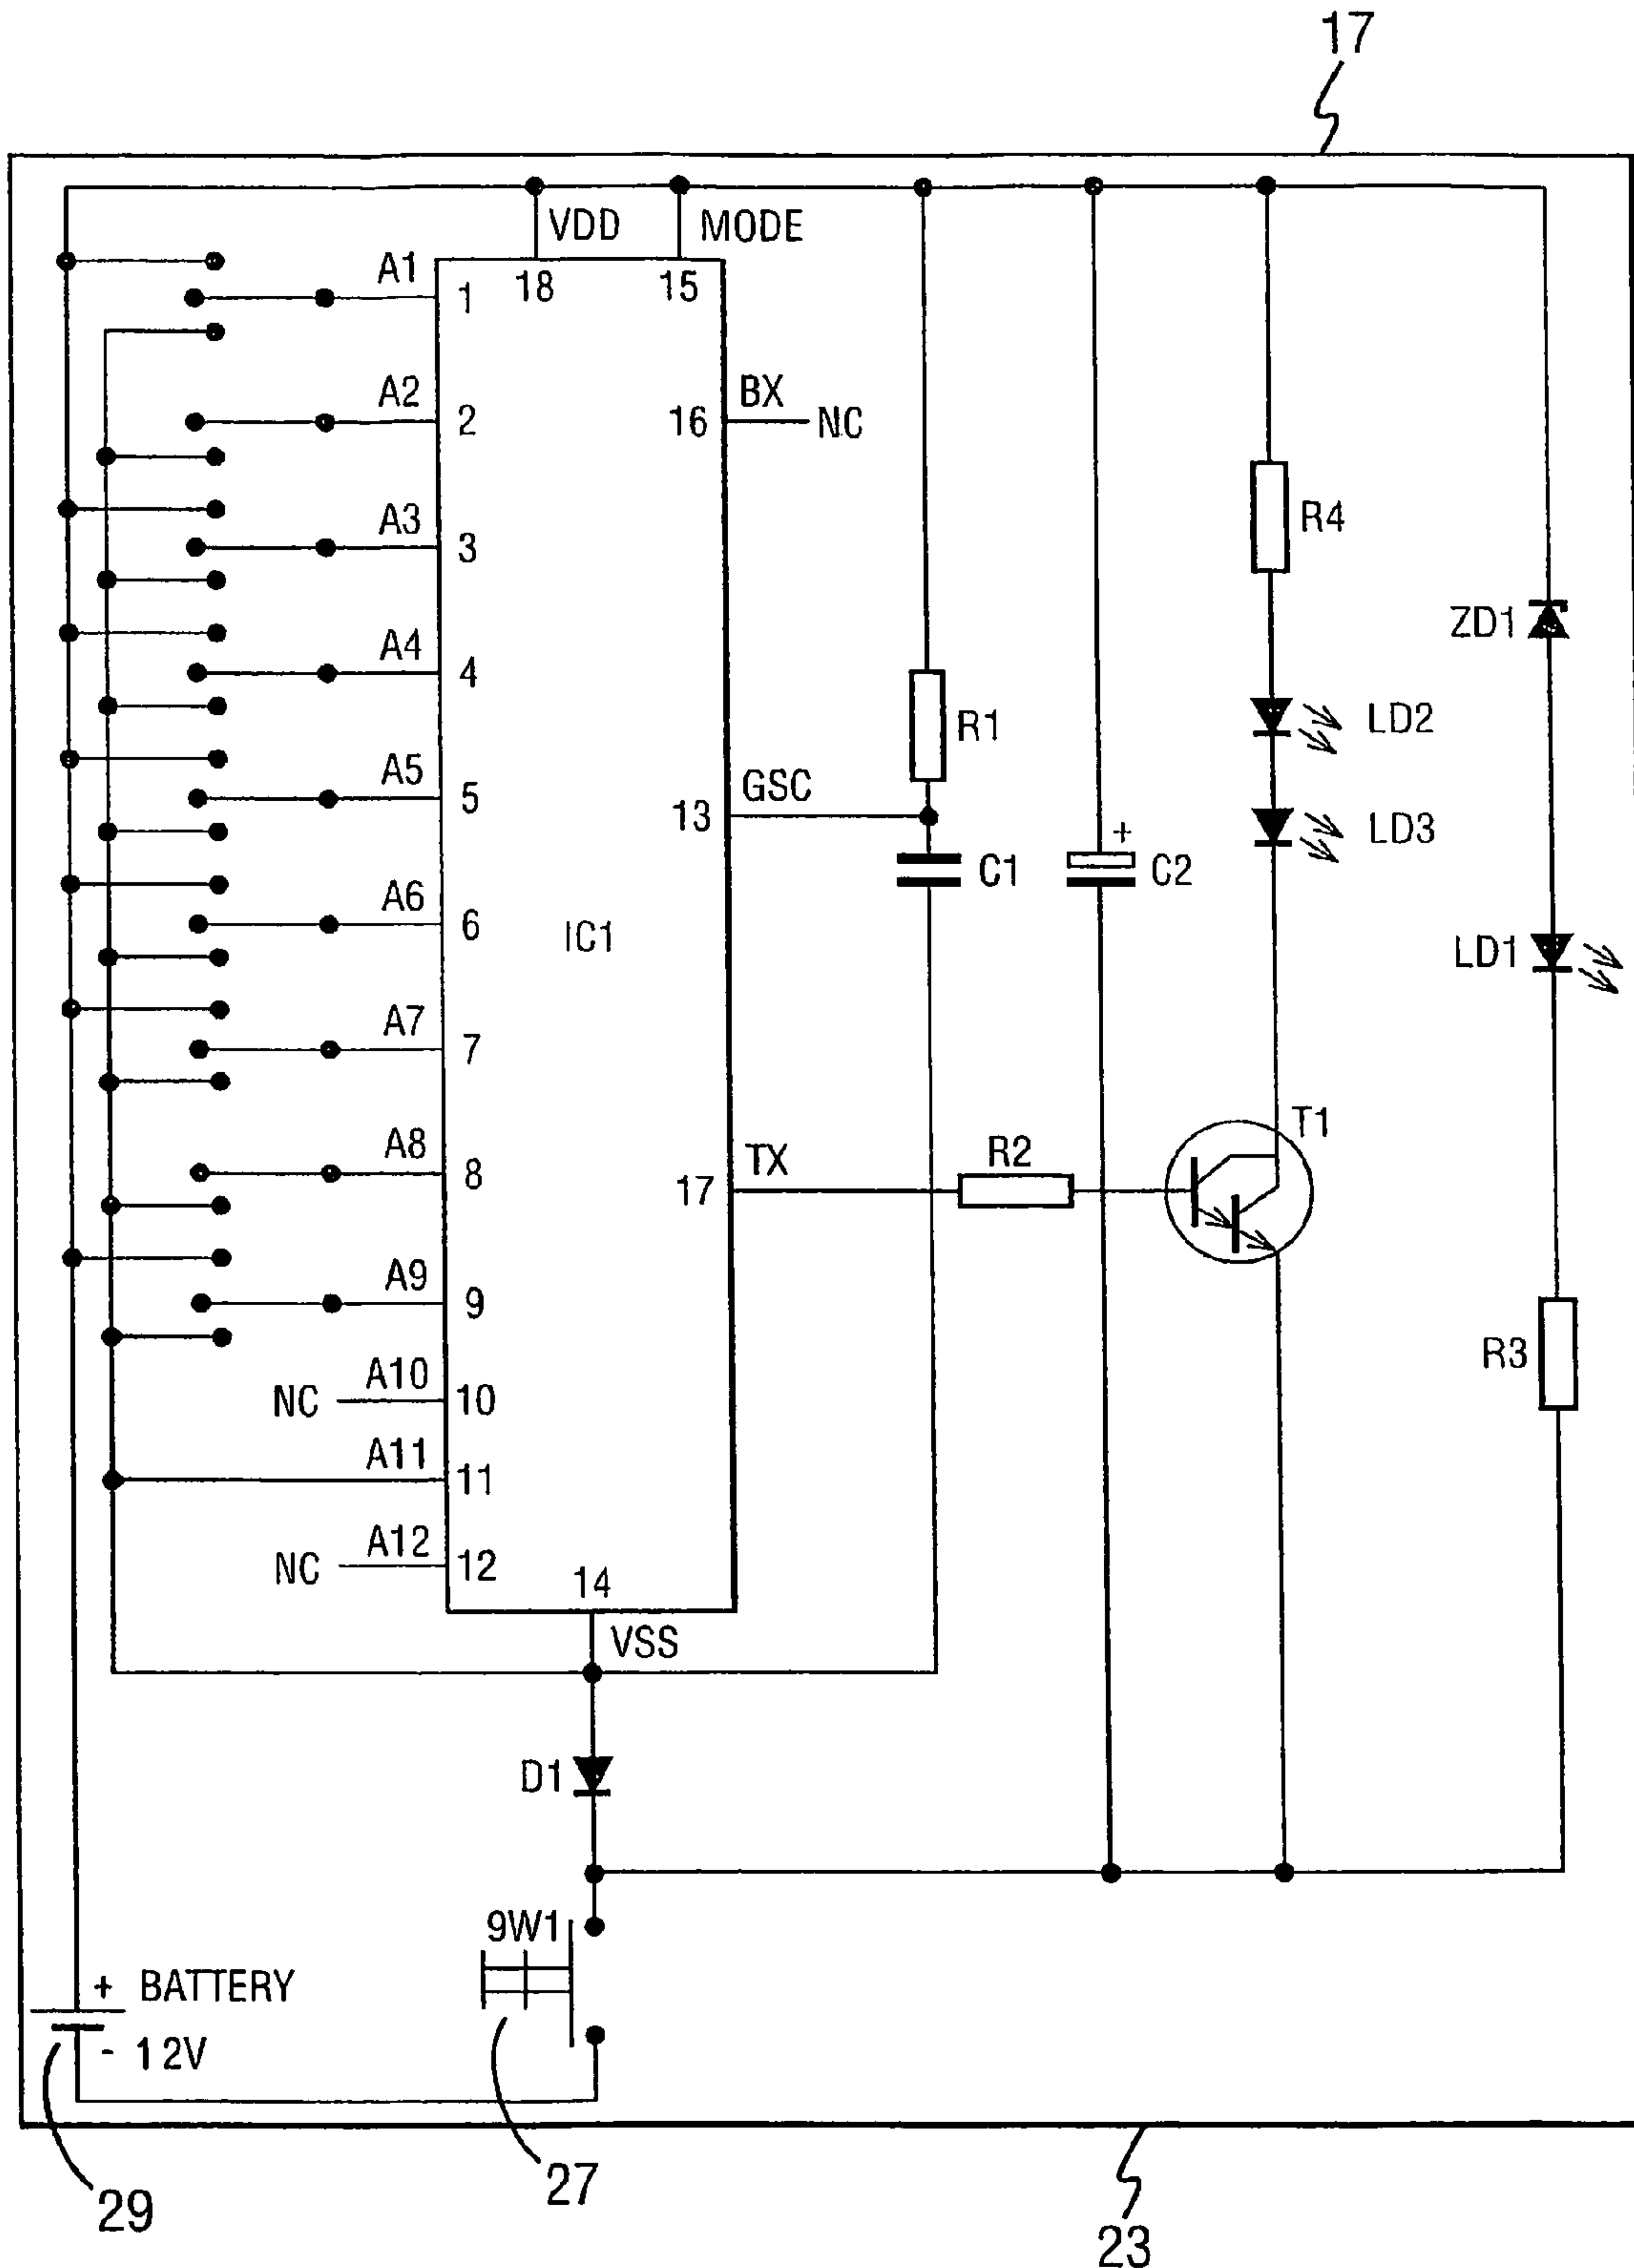 17
VDD
MODE
A1
1
18
15
A2
2
BX
16
NC
A3
3
R4
A4
4
ZD1
R1
LD2
A5
5
GSC
13
LD3
C1
+
C2
A6
6
IC1
LD1
A7
7
T1
A8
8
TX
17
R2
A9
9
R3
NC
A10
10
A11
11
NC
A12
12
14
VSS
D1
9W1
+ BATTERY
- 12V
29
27
23